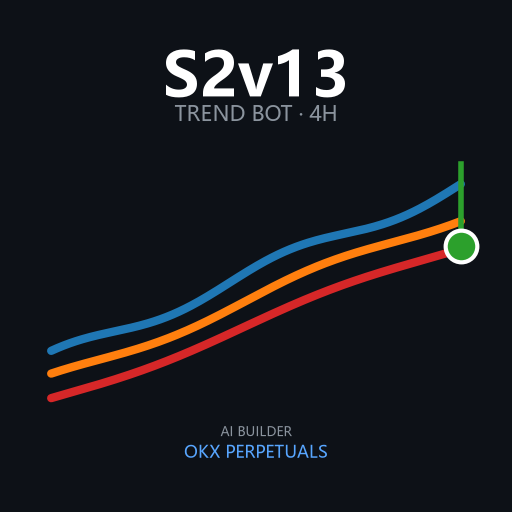 S2v13
TREND BOT · 4H
AI BUILDER
OKX PERPETUALS